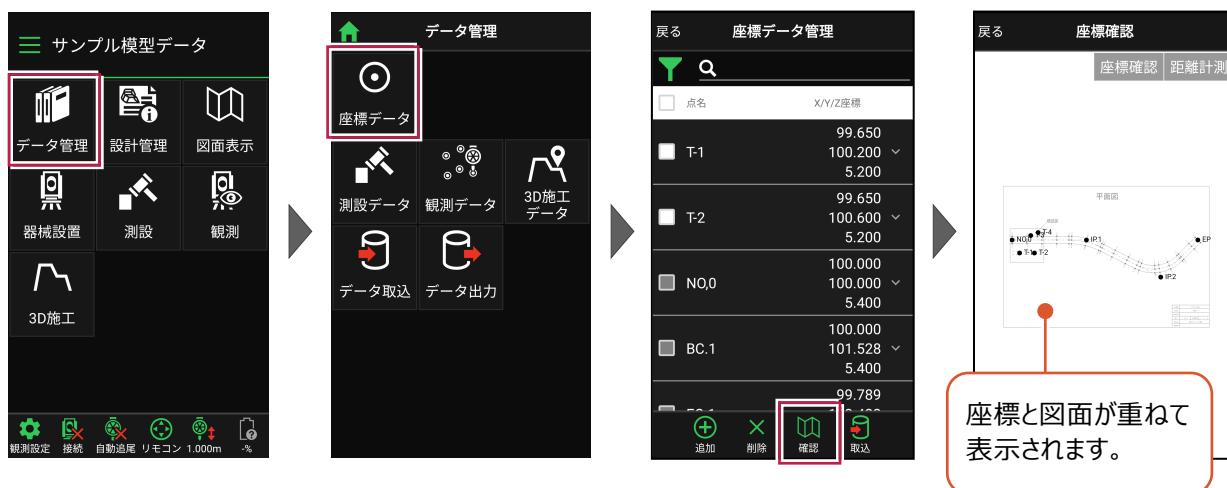 サンプル模型データ
データ管理
設計管理
図面表示
器械設置
測設
観測
3D施工
観測設定
接続
自動追尾
リモコン
1.000m
-%
データ管理
座標データ
測設データ
観測データ
3D施工
データ
データ取込
データ出力
戻る
座標データ管理
点名
X/Y/Z座標
99.650
T-1
100.200
5.200
99.650
T-2
100.600
5.200
100.000
NO,0
100.000
5.400
100.000
BC.1
101.528
5.400
99.789
追加
削除
確認
取込
戻る
座標確認
座標確認
距離計測
平面図
T-4
NO,0
IP.1
EP
T-1
T-2
IP.2
座標と図面が重ねて
表示されます。